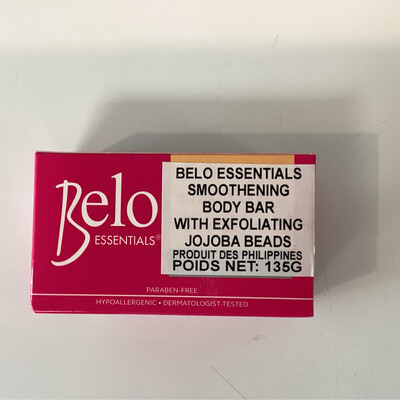 Belo
ESSENTIALS®
BELO ESSENTIALS
SMOOTHENING
BODY BAR
WITH EXFOLIATING
JOJOBA BEADS
PRODUIT DES PHILIPPINES
POIDS NET: 135G
PARABEN-FREE
HYPOALLERGENIC • DERMATOLOGIST-TESTED